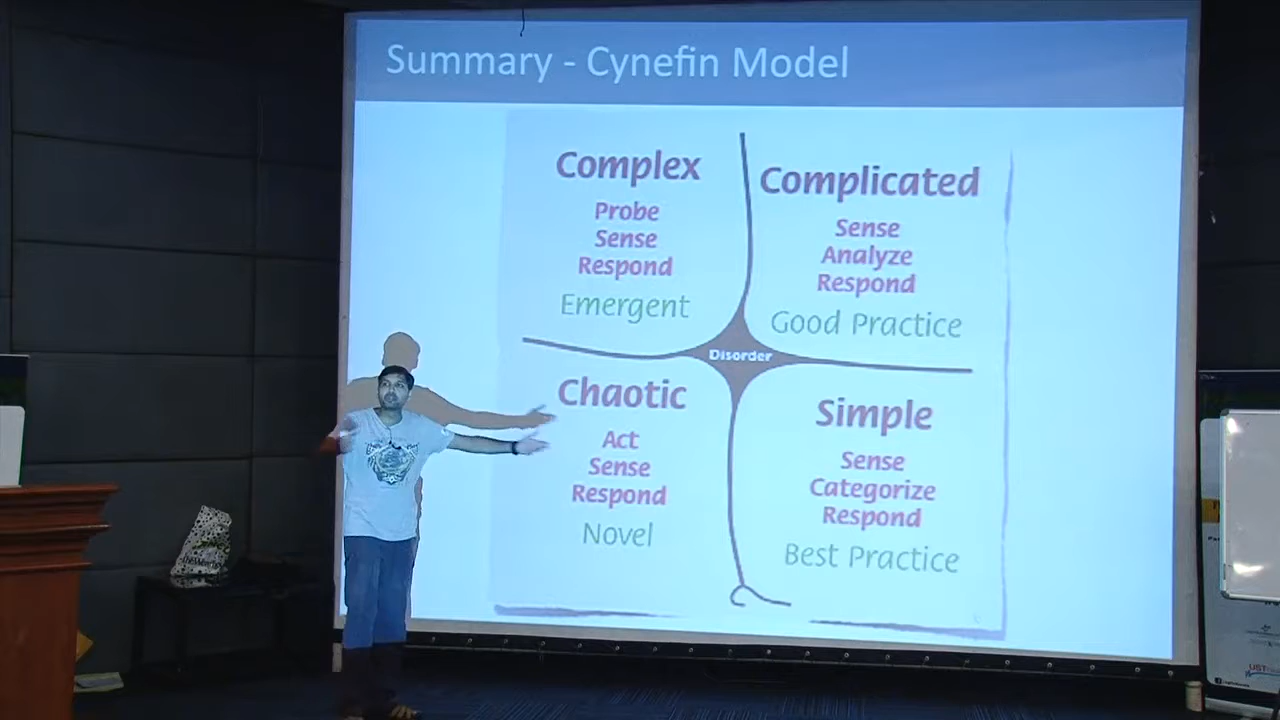 Summary - Cynefin Model
Complex
Probe
Sense
Respond
Emergent
Complicated
Sense
Analyze
Respond
Good Practice
Disorder
Chaotic
Act
Sense
Respond
Novel
Simple
Sense
Categorize
Respond
Best Practice